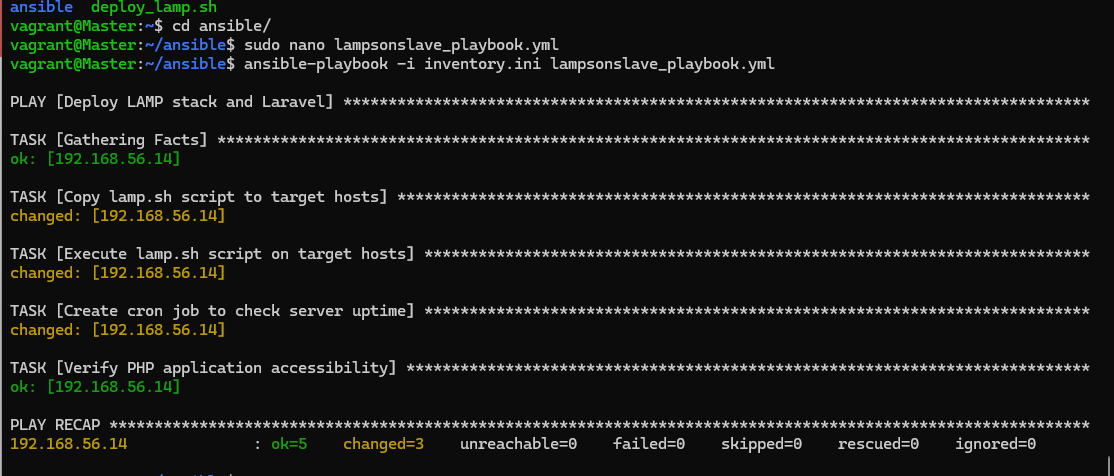 ansible  deploy_lamp.sh
vagrant@Master:~$ cd ansible/
vagrant@Master:~/ansible$ sudo nano lampsonslave_playbook.yml
vagrant@Master:~/ansible$ ansible-playbook -i inventory.ini lampsonslave_playbook.yml
PLAY [Deploy LAMP stack and Laravel] ***********************************************************************************
TASK [Gathering Facts] *************************************************************************************************
ok: [192.168.56.14]
TASK [Copy lamp.sh script to target hosts] *****************************************************************************
changed: [192.168.56.14]
TASK [Execute lamp.sh script on target hosts] **************************************************************************
changed: [192.168.56.14]
TASK [Create cron job to check server uptime] **************************************************************************
changed: [192.168.56.14]
TASK [Verify PHP application accessibility] ****************************************************************************
ok: [192.168.56.14]
PLAY RECAP *************************************************************************************************************
192.168.56.14              : ok=5    changed=3    unreachable=0    failed=0    skipped=0    rescued=0    ignored=0